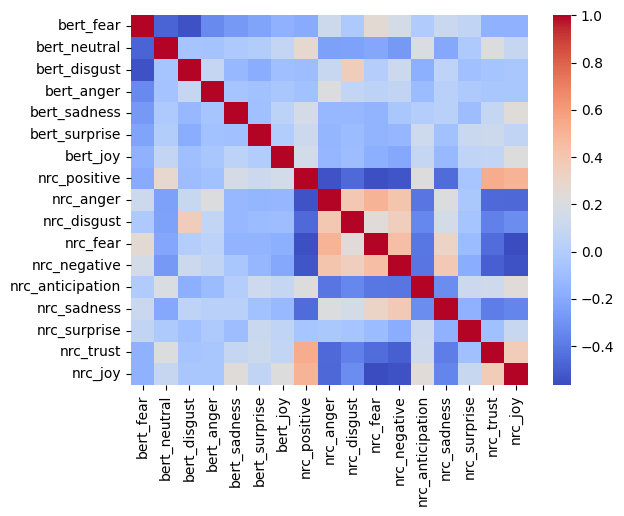 bert_fear
bert_neutral
bert_disgust
bert_anger
bert_sadness
bert_surprise
bert_joy
nrc_positive
nrc_anger
nrc_disgust
nrc_fear
nrc_negative
nrc_anticipation
nrc_sadness
nrc_surprise
nrc_trust
nrc_joy
bert_fear
bert_neutral
bert_disgust
bert_anger
bert_sadness
bert_surprise
bert_joy
nrc_positive
nrc_anger
nrc_disgust
nrc_fear
nrc_negative
nrc_anticipation
nrc_sadness
nrc_surprise
nrc_trust
nrc_joy
1.0
0.8
0.6
0.4
0.2
0.0
−0.2
−0.4